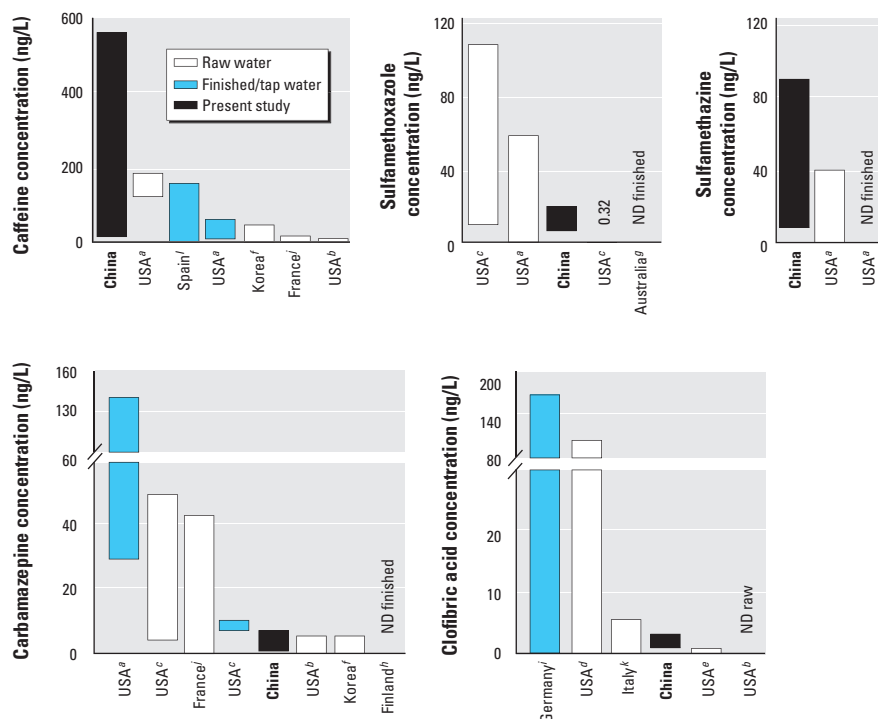 Caffeine concentration (ng/L)
600
400
200
0
Raw water
Finished/tap water
Present study
China
USAᵃ
Spainˡ
USAᵃ
Koreaᶠ
Franceʲ
USAᵇ
Sulfamethoxazole
concentration (ng/L)
120
80
40
0
0.32
ND finished
USAᶜ
USAᵃ
China
USAᶜ
Australiaᵍ
Sulfamethazine
concentration (ng/L)
120
80
40
0
ND finished
China
USAᵃ
USAᵃ
Carbamazepine concentration (ng/L)
160
130
60
40
20
0
ND finished
USAᵃ
USAᶜ
Franceʲ
USAᶜ
China
USAᵇ
Koreaᶠ
Finlandʰ
Clofibric acid concentration (ng/L)
200
140
80
20
10
0
ND raw
Germanyⁱ
USAᵈ
Italyᵏ
China
USAᵉ
USAᵇ